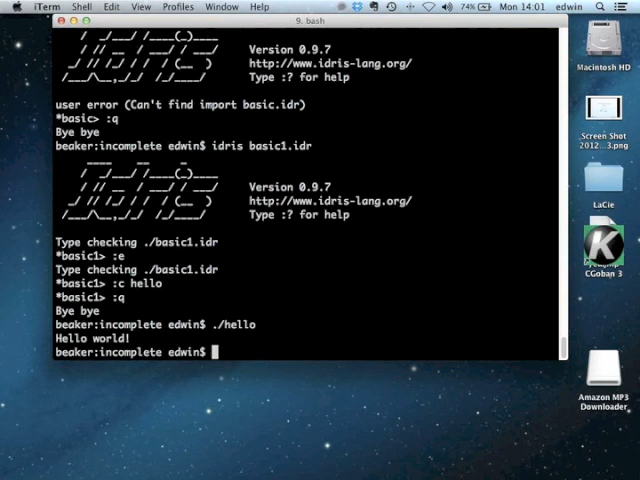 iTerm Shell Edit View Profiles Window Help 74% Mon 14:01 edwin
9. bash
Version 0.9.7
http://www.idris-lang.org/
Type :? for help
user error (Can't find import basic.idr)
*basic> :q
Bye bye
beaker:incomplete edwin$ idris basic1.idr
Version 0.9.7
http://www.idris-lang.org/
Type :? for help
Type checking ./basic1.idr
*basic1> :e
Type checking ./basic1.idr
*basic1> :c hello
*basic1> :q
Bye bye
beaker:incomplete edwin$ ./hello
Hello world!
beaker:incomplete edwin$
Macintosh HD
Screen Shot
2012...3.png
LaCie
K
CGoban 3
Amazon MP3
Downloader